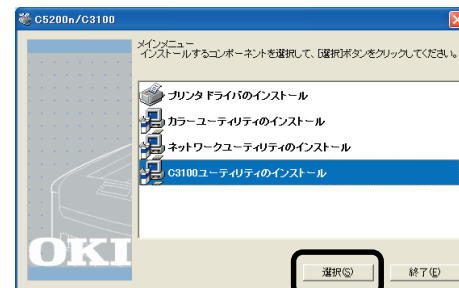 C5200n/C3100
メインメニュー
インストールするコンポーネントを選択して、[選択]ボタンをクリックしてください。
プリンタドライバのインストール
カラーユーティリティのインストール
ネットワークユーティリティのインストール
C3100ユーティリティのインストール
OKI
選択(S) 終了(E)